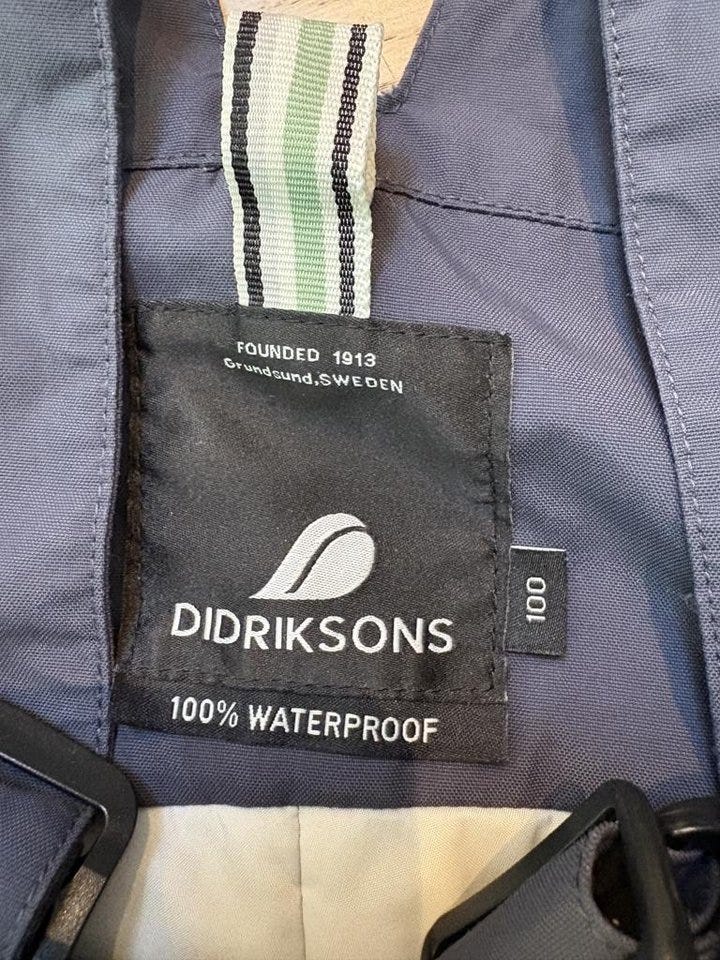 FOUNDED 1913
Grundsund,SWEDEN
DIDRIKSONS
100
100% WATERPROOF